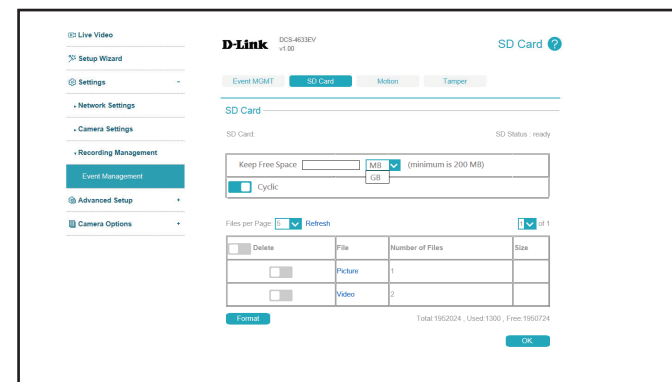 Live Video
Setup Wizard
Settings -
Network Settings
Camera Settings
Recording Management
Event Management
Advanced Setup +
Camera Options +
D-Link DCS-4633EV
v1.00
SD Card ?
Event MGMT SD Card Motion Tamper
SD Card
SD Card: SD Status : ready
Keep Free Space MB (minimum is 200 MB)
GB
Cyclic
Files per Page: 5 Refresh 1 of 1
Delete File Number of Files Size
Picture 1
Video 2
Format Total:1952024 , Used:1300 , Free:1950724
OK